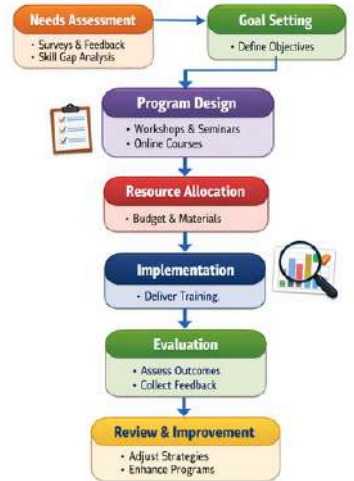 Needs Assessment
• Surveys & Feedback
• Skill Gap Analysis
Goal Setting
• Define Objectives
Program Design
• Workshops & Seminars
• Online Courses
Resource Allocation
• Budget & Materials
Implementation
• Deliver Training.
Evaluation
• Assess Outcomes
• Collect Feedback
Review & Improvement
• Adjust Strategies
• Enhance Programs